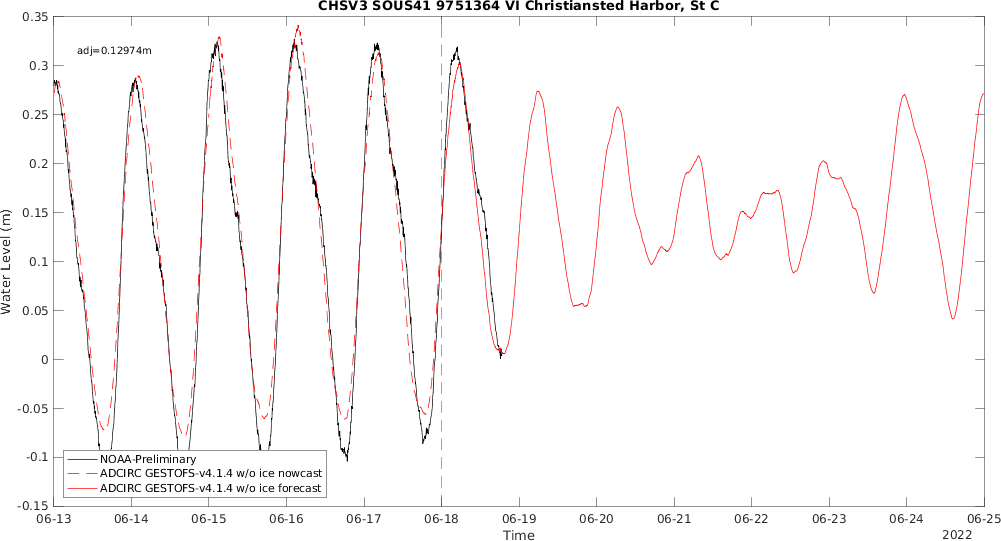 CHSV3 SOUS41 9751364 VI Christiansted Harbor, St C
adj=0.12974m
0.35
0.3
0.25
0.2
0.15
0.1
0.05
0
-0.05
-0.1
-0.15
Water Level (m)
NOAA-Preliminary
ADCIRC GESTOFS-v4.1.4 w/o ice nowcast
ADCIRC GESTOFS-v4.1.4 w/o ice forecast
06-13 06-14 06-15 06-16 06-17 06-18 06-19 06-20 06-21 06-22 06-23 06-24 06-25
Time
2022